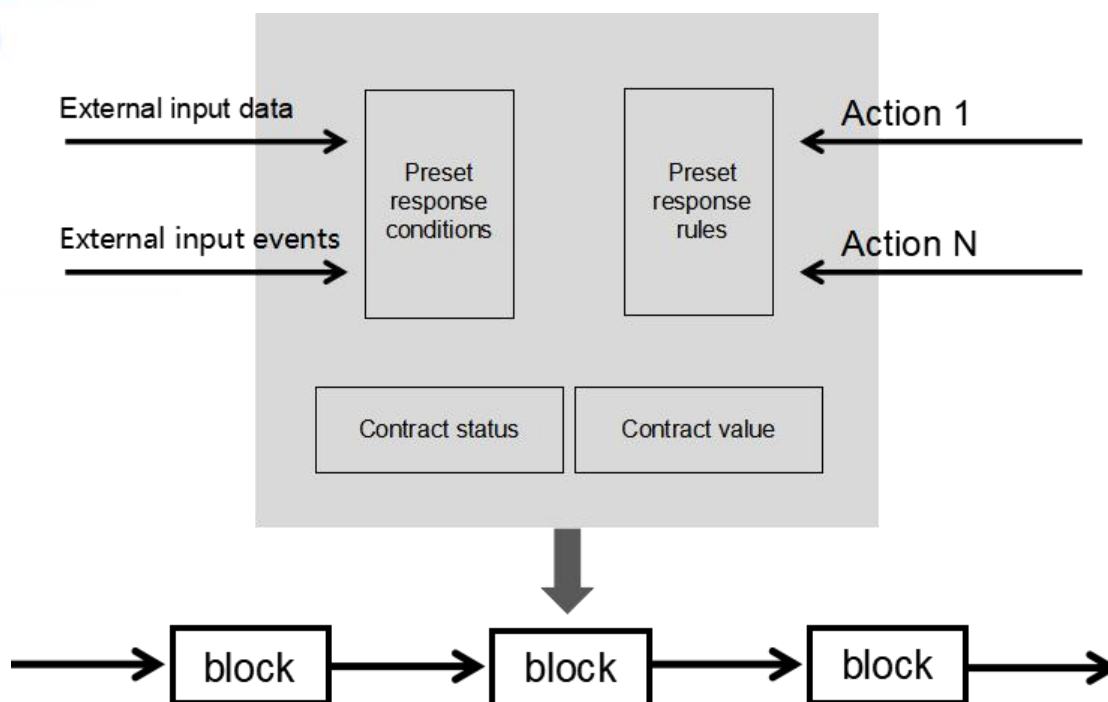 External input data
External input events
Preset
response
conditions
Preset
response
rules
Action 1
Action N
Contract status
Contract value
block
block
block